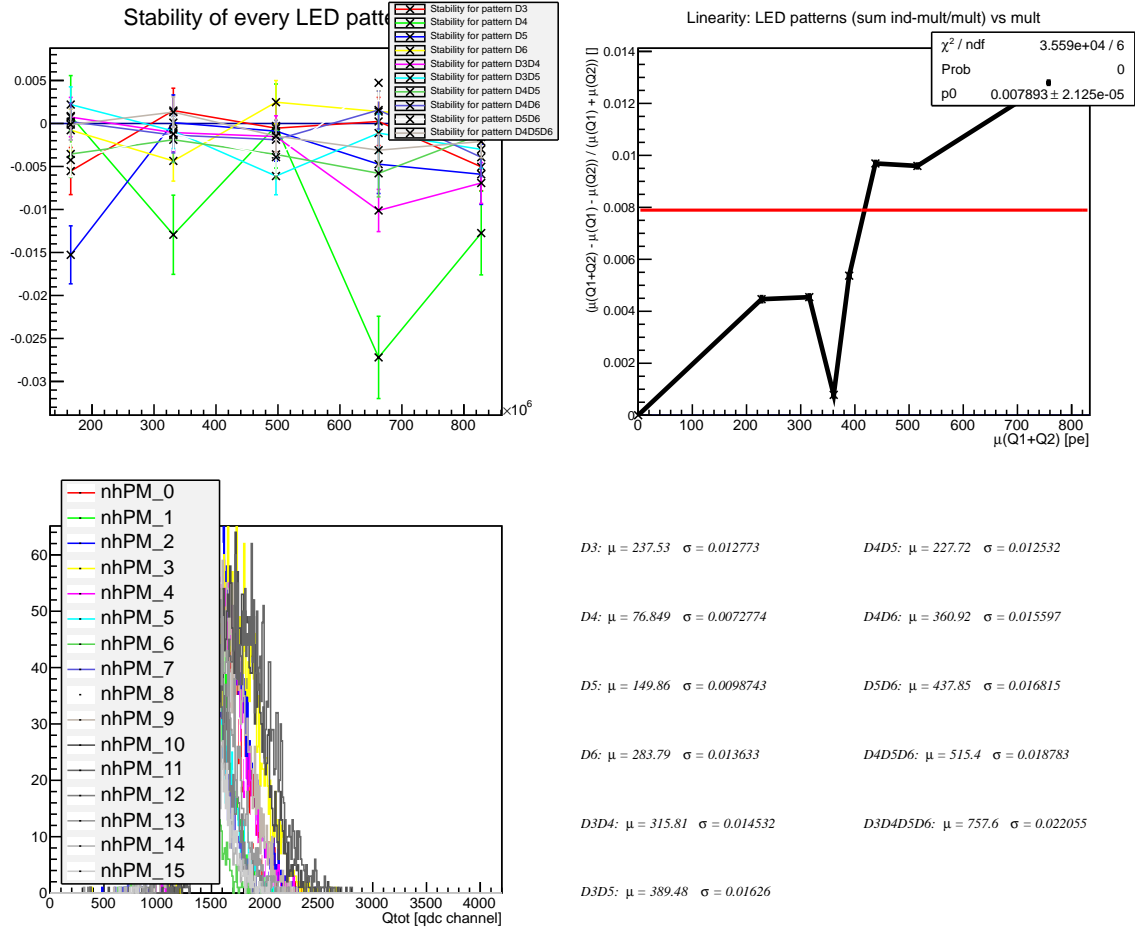 Stability of every LED patte
Stability for pattern D3
Stability for pattern D4
Stability for pattern D5
Stability for pattern D6
Stability for pattern D3D4
Stability for pattern D3D5
Stability for pattern D4D5
Stability for pattern D4D6
Stability for pattern D5D6
Stability for pattern D4D5D6
0.005
0
-0.005
-0.01
-0.015
-0.02
-0.025
-0.03
200 300 400 500 600 700 800
×10^6
Linearity: LED patterns (sum ind-mult/mult) vs mult
χ² / ndf 3.559e+04 / 6
Prob 0
p0 0.007893 ± 2.125e-05
(μ(Q1+Q2) - μ(Q1) - μ(Q2)) / (μ(Q1) + μ(Q2)) []
0.014
0.012
0.01
0.008
0.006
0.004
0.002
0
0 100 200 300 400 500 600 700 800
μ(Q1+Q2) [pe]
nhPM_0
nhPM_1
nhPM_2
nhPM_3
nhPM_4
nhPM_5
nhPM_6
nhPM_7
nhPM_8
nhPM_9
nhPM_10
nhPM_11
nhPM_12
nhPM_13
nhPM_14
nhPM_15
60
50
40
30
20
10
0
0 500 1000 1500 2000 2500 3000 3500 4000
Qtot [qdc channel]
D3: μ = 237.53 σ = 0.012773
D4: μ = 76.849 σ = 0.0072774
D5: μ = 149.86 σ = 0.0098743
D6: μ = 283.79 σ = 0.013633
D3D4: μ = 315.81 σ = 0.014532
D3D5: μ = 389.48 σ = 0.01626
D4D5: μ = 227.72 σ = 0.012532
D4D6: μ = 360.92 σ = 0.015597
D5D6: μ = 437.85 σ = 0.016815
D4D5D6: μ = 515.4 σ = 0.018783
D3D4D5D6: μ = 757.6 σ = 0.022055